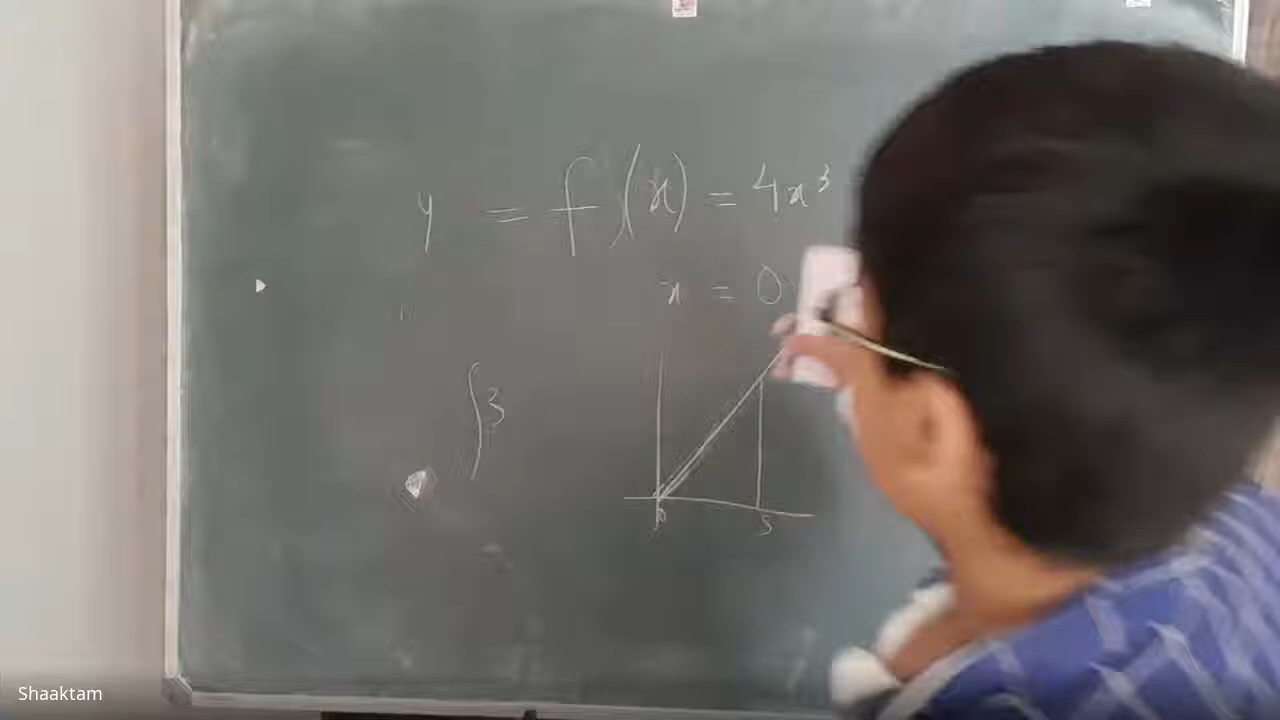 y = f(x) = 4x³
x = 0
∫3
0 5
Shaaktam